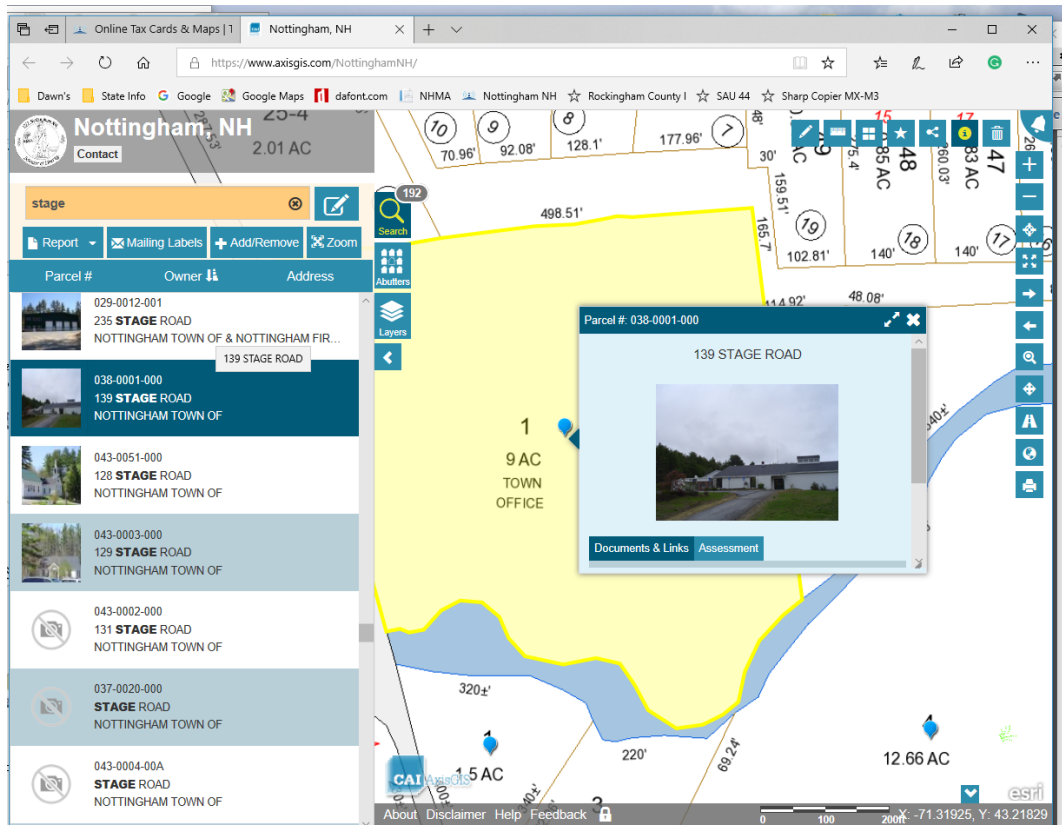 Online Tax Cards & Maps | T
Nottingham, NH
https://www.axisgis.com/NottinghamNH/
Dawn's
State Info
Google
Google Maps
dafont.com
NHMA
Nottingham NH
Rockingham County I
SAU 44
Sharp Copier MX-M3
Nottingham, NH
Contact
25-4
2.01 AC
stage
192
Search
Abutters
Layers
Report
Mailing Labels
Add/Remove
Zoom
Parcel #
Owner
Address
029-0012-001
235 STAGE ROAD
NOTTINGHAM TOWN OF & NOTTINGHAM FIR...
139 STAGE ROAD
038-0001-000
139 STAGE ROAD
NOTTINGHAM TOWN OF
043-0051-000
128 STAGE ROAD
NOTTINGHAM TOWN OF
043-0003-000
129 STAGE ROAD
NOTTINGHAM TOWN OF
043-0002-000
131 STAGE ROAD
NOTTINGHAM TOWN OF
037-0020-000
STAGE ROAD
NOTTINGHAM TOWN OF
043-0004-00A
STAGE ROAD
NOTTINGHAM TOWN OF
10
9
8
7
70.96'
92.08'
128.1'
177.96'
30'
48'
15
17
48
47
159.51'
260.03'
498.51'
165.7'
19
18
17
102.81'
140'
140'
114.92'
48.08'
1
9 AC
TOWN
OFFICE
Parcel #: 038-0001-000
139 STAGE ROAD
Documents & Links
Assessment
320±'
220'
69.24'
1.5 AC
12.66 AC
CAI AxisGIS
esri
About
Disclaimer
Help
Feedback
0
100
200ft
X: -71.31925, Y: 43.21829